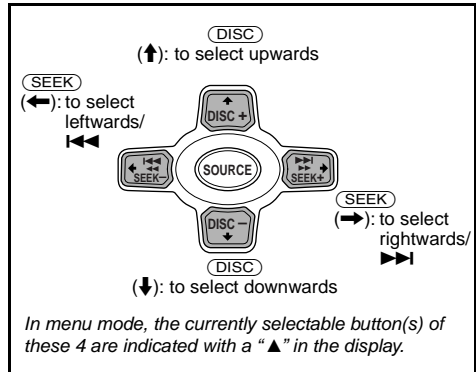 DISC
(↑): to select upwards
SEEK
(←): to select
leftwards/
⏮
DISC +
SEEK–
SOURCE
SEEK+
SEEK
(→): to select
rightwards/
⏭
DISC –
DISC
(↓): to select downwards
In menu mode, the currently selectable button(s) of
these 4 are indicated with a “▲” in the display.